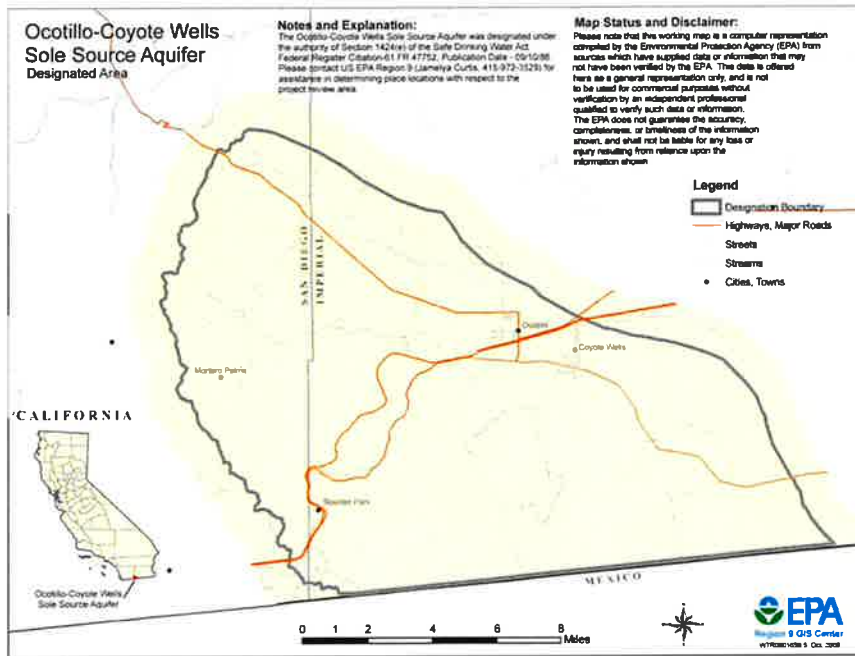 Ocotillo-Coyote Wells
Sole Source Aquifer
Designated Area
Notes and Explanation:
The Ocotillo-Coyote Wells Sole Source Aquifer was designated under
the authority of Section 1424(e) of the Safe Drinking Water Act
Federal Register Citation-61 FR 47752, Publication Date - 09/10/96
Please contact US EPA Region 9 (Jamelya Curtis, 415-972-3529) for
assistance in determining place locations with respect to the
project review area
Map Status and Disclaimer:
Please note that this working map is a computer representation
compiled by the Environmental Protection Agency (EPA) from
sources which have supplied data or information that may
not have been verified by the EPA. This data is offered
here as a general representation only, and is not
to be used for commercial purposes without
verification by an independent professional
qualified to verify such data or information.
The EPA does not guarantee the accuracy,
completeness, or timeliness of the information
shown, and shall not be liable for any loss or
injury resulting from reliance upon the
information shown
Legend
Designation Boundary
Highways, Major Roads
Streets
Streams
Cities, Towns
SAN DIEGO
IMPERIAL
Ocotillo
Coyote Wells
Mortero Palms
CALIFORNIA
Boulder Park
Ocotillo-Coyote Wells
Sole Source Aquifer
MEXICO
0 1 2 4 6 8
Miles
EPA
Region 9 GIS Center